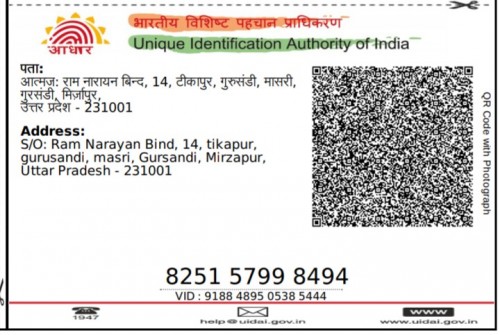 भारतीय विशिष्ट पहचान प्राधिकरण
Unique Identification Authority of India
आधार
पता:
आत्मज: राम नारायन बिन्द, 14, टीकापुर, गुरुसंडी, मासरी,
गुरसंडी, मिर्ज़ापुर,
उत्तर प्रदेश - 231001
Address:
S/O: Ram Narayan Bind, 14, tikapur,
gurusandi, masri, Gursandi, Mirzapur,
Uttar Pradesh - 231001
QR Code with Photograph
8251 5799 8494
VID : 9188 4895 0538 5444
1947
help@uidai.gov.in
www
www.uidai.gov.in